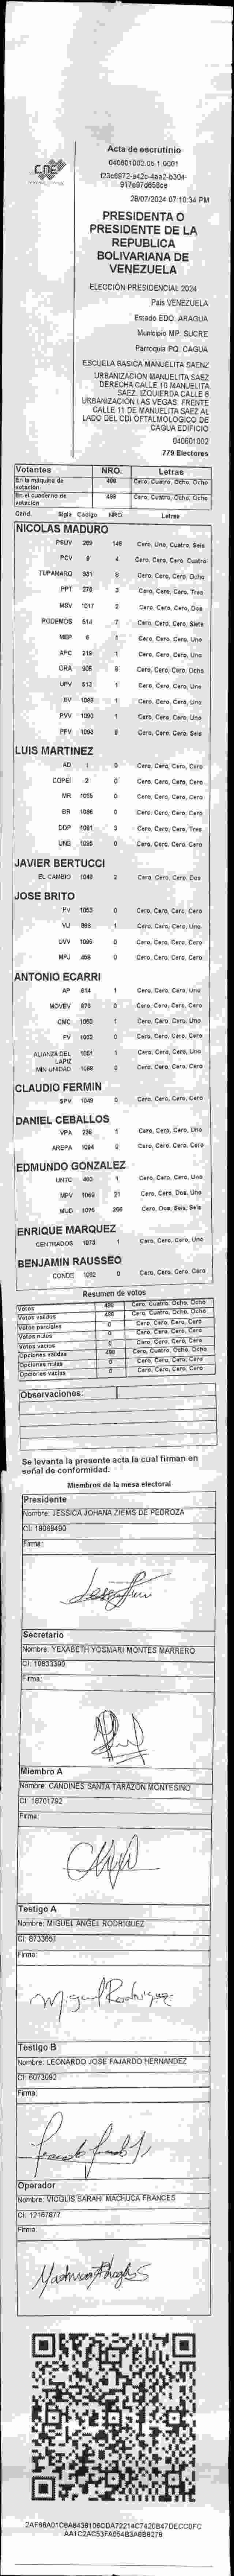 CNE
Acta de escrutinio
040601002.05.1.0001
917a97d658ce
28/07/2024 07:10:34 PM
PRESIDENTA O
PRESIDENTE DE LA
REPUBLICA
BOLIVARIANA DE
VENEZUELA
ELECCIÓN PRESIDENCIAL 2024
Pais VENEZUELA
Estado EDO. ARAGUA
Municipio MP. SUCRE
Parroquia PQ. CAGUA
ESCUELA BASICA MANUELITA SAENZ
URBANIZACION MANUELITA SAEZ
DERECHA CALLE 10 MANUELITA
SAEZ. IZQUIERDA CALLE 8
URBANIZACIÓN LAS VEGAS. FRENTE
CALLE 11 DE MANUELITA SAEZ AL
LADO DEL CDI OFTALMOLOGICO DE
CAGUA EDIFICIO
040601002
779 Electores
Votantes NRO. Letras
En la máquina de votación 488 Cero, Cuatro, Ocho, Ocho
En el cuaderno de votación 488 Cero, Cuatro, Ocho, Ocho
Cand. Sigla Código NRO Letras
NICOLAS MADURO
PSUV 269 146 Cero, Uno, Cuatro, Seis
PCV 9 4 Cero, Cero, Cero, Cuatro
TUPAMARO 931 8 Cero, Cero, Cero, Ocho
PPT 276 3 Cero, Cero, Cero, Tres
MSV 1017 2 Cero, Cero, Cero, Dos
PODEMOS 514 7 Cero, Cero, Cero, Siete
MEP 6 1 Cero, Cero, Cero, Uno
APC 219 1 Cero, Cero, Cero, Uno
ORA 906 8 Cero, Cero, Cero, Ocho
UPV 513 1 Cero, Cero, Cero, Uno
EV 1089 1 Cero, Cero, Cero, Uno
PVV 1090 1 Cero, Cero, Cero, Uno
PFV 1093 6 Cero, Cero, Cero, Seis
LUIS MARTINEZ
AD 1 0 Cero, Cero, Cero, Cero
COPEI 2 0 Cero, Cero, Cero, Cero
MR 1055 0 Cero, Cero, Cero, Cero
BR 1086 0 Cero, Cero, Cero, Cero
DDP 1091 3 Cero, Cero, Cero, Tres
UNE 1095 0 Cero, Cero, Cero, Cero
JAVIER BERTUCCI
EL CAMBIO 1048 2 Cero, Cero, Cero, Dos
JOSE BRITO
PV 1053 0 Cero, Cero, Cero, Cero
VU 989 1 Cero, Cero, Cero, Uno
UVV 1096 0 Cero, Cero, Cero, Cero
MPJ 458 0 Cero, Cero, Cero, Cero
ANTONIO ECARRI
AP 814 1 Cero, Cero, Cero, Uno
MOVEV 878 0 Cero, Cero, Cero, Cero
CMC 1050 1 Cero, Cero, Cero, Uno
FV 1062 0 Cero, Cero, Cero, Cero
ALIANZA DEL LAPIZ 1061 1 Cero, Cero, Cero, Uno
MIN UNIDAD 1088 0 Cero, Cero, Cero, Cero
CLAUDIO FERMIN
SPV 1049 0 Cero, Cero, Cero, Cero
DANIEL CEBALLOS
VPA 236 1 Cero, Cero, Cero, Uno
AREPA 1094 0 Cero, Cero, Cero, Cero
EDMUNDO GONZALEZ
UNTC 460 1 Cero, Cero, Cero, Uno
MPV 1069 21 Cero, Cero, Dos, Uno
MUD 1075 266 Cero, Dos, Seis, Seis
ENRIQUE MARQUEZ
CENTRADOS 1073 1 Cero, Cero, Cero, Uno
BENJAMIN RAUSSEO
CONDE 1092 0 Cero, Cero, Cero, Cero
Resumen de votos
Votos 488 Cero, Cuatro, Ocho, Ocho
Votos validos 488 Cero, Cuatro, Ocho, Ocho
Votos parciales 0 Cero, Cero, Cero, Cero
Votos nulos 0 Cero, Cero, Cero, Cero
Votos vacios 0 Cero, Cero, Cero, Cero
Opciones validas 488 Cero, Cuatro, Ocho, Ocho
Opciones nulas 0 Cero, Cero, Cero, Cero
Opciones vacias 0 Cero, Cero, Cero, Cero
Observaciones:
Se levanta la presente acta la cual firman en
señal de conformidad.
Miembros de la mesa electoral
Presidente
Nombre: JESSICA JOHANA ZIEMS DE PEDROZA
CI: 18069490
Firma:
Secretario
Nombre: YEXABETH YOSMARI MONTES MARRERO
CI: 19833390
Firma:
Miembro A
Nombre: CANDINES SANTA TARAZON MONTESINO
CI: 18701792
Firma:
Testigo A
Nombre: MIGUEL ANGEL RODRIGUEZ
CI: 8733551
Firma:
Miguel Rodriguez
Testigo B
Nombre: LEONARDO JOSE FAJARDO HERNANDEZ
CI: 6073092
Firma:
Operador
Nombre: VICGLIS SARAHI MACHUCA FRANCES
CI: 12167877
Firma: